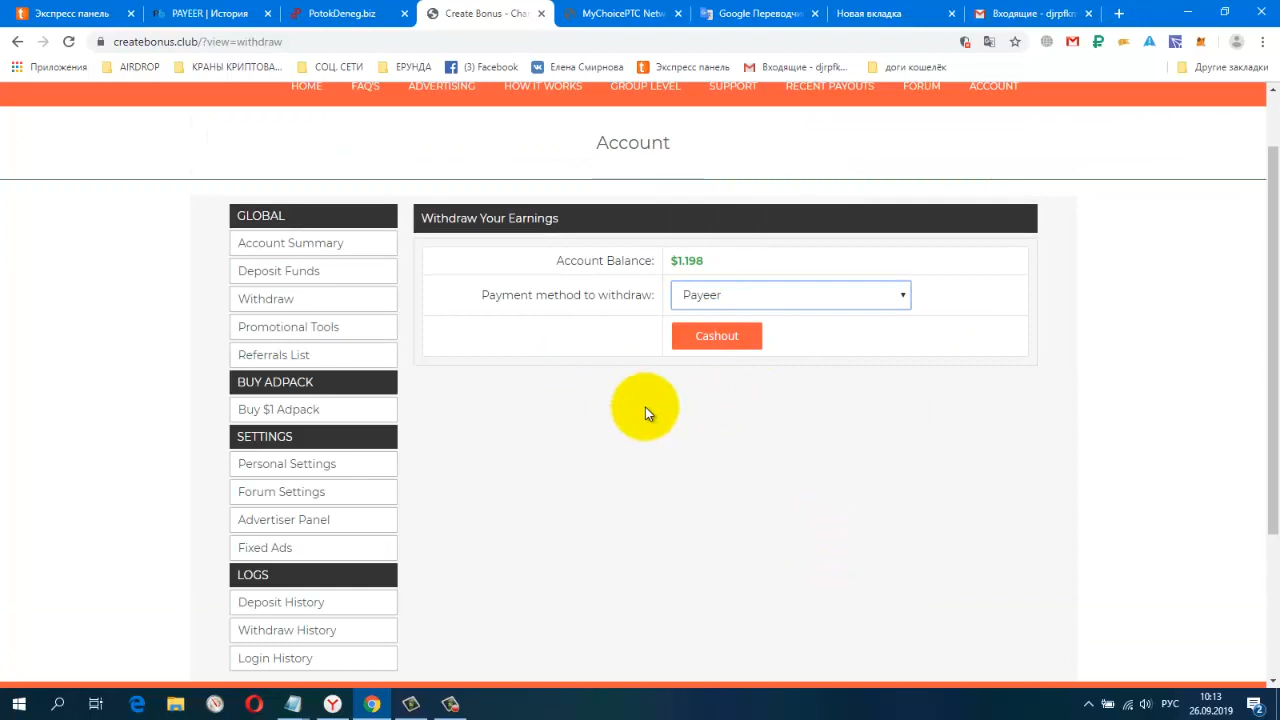 Экспресс панель
PAYEER | История
PotokDeneg.biz
Create Bonus - Cha
MyChoicePTC Netw
Google Переводчи
Новая вкладка
Входящие - djrpfkn
createbonus.club/?view=withdraw
Приложения
AIRDROP
КРАНЫ КРИПТОВА...
СОЦ. СЕТИ
ЕРУНДА
(3) Facebook
Елена Смирнова
Экспресс панель
Входящие - djrpfk...
доги кошелёк
Другие закладки
HOME
FAQ'S
ADVERTISING
HOW IT WORKS
GROUP LEVEL
SUPPORT
RECENT PAYOUTS
FORUM
ACCOUNT
Account
GLOBAL
Account Summary
Deposit Funds
Withdraw
Promotional Tools
Referrals List
BUY ADPACK
Buy $1 Adpack
SETTINGS
Personal Settings
Forum Settings
Advertiser Panel
Fixed Ads
LOGS
Deposit History
Withdraw History
Login History
Withdraw Your Earnings
Account Balance: $1.198
Payment method to withdraw: Payeer
Cashout
РУС
10:13
26.09.2019
2